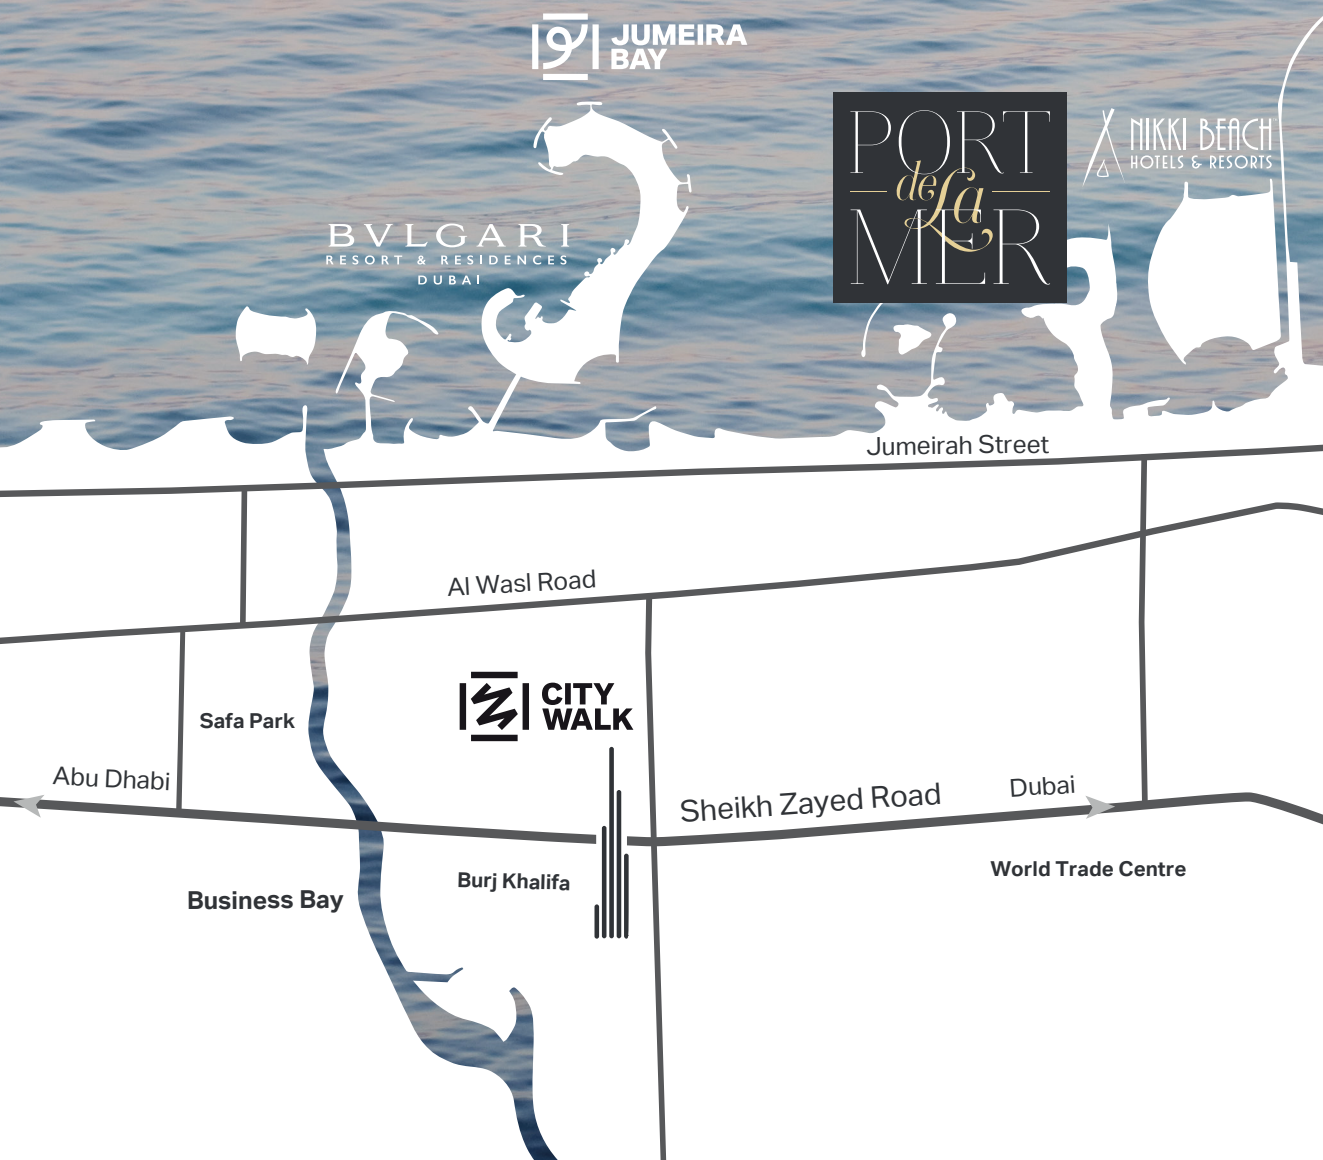 JUMEIRA
BAY
PORT
de La
MER
NIKKI BEACH
HOTELS & RESORTS
BVLGARI
RESORT & RESIDENCES
DUBAI
Jumeirah Street
Al Wasl Road
CITY
WALK
Safa Park
Abu Dhabi
Sheikh Zayed Road
Dubai
Burj Khalifa
World Trade Centre
Business Bay